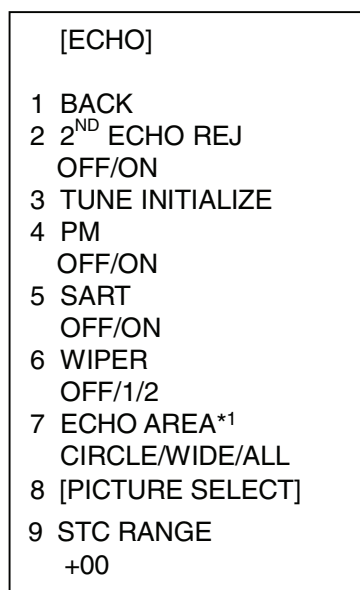 [ECHO]
1 BACK
2 2ND ECHO REJ
OFF/ON
3 TUNE INITIALIZE
4 PM
OFF/ON
5 SART
OFF/ON
6 WIPER
OFF/1/2
7 ECHO AREA*1
CIRCLE/WIDE/ALL
8 [PICTURE SELECT]
9 STC RANGE
+00